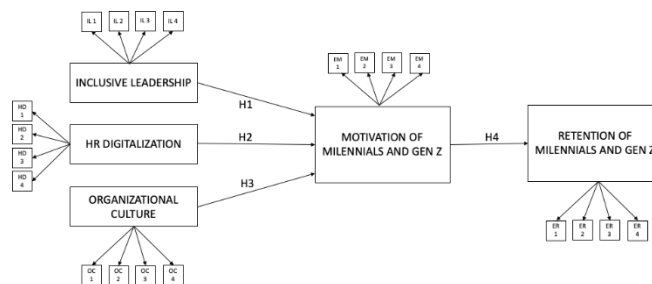 IL 1
IL 2
IL 3
IL 4
INCLUSIVE LEADERSHIP
H1
HD
1
HD
2
HD
3
HD
4
HR DIGITALIZATION
H2
ORGANIZATIONAL
CULTURE
H3
OC
1
OC
2
OC
3
OC
4
EM
1
EM
2
EM
3
EM
4
MOTIVATION OF
MILENNIALS AND GEN Z
H4
RETENTION OF
MILENNIALS AND GEN Z
ER
1
ER
2
ER
3
ER
4